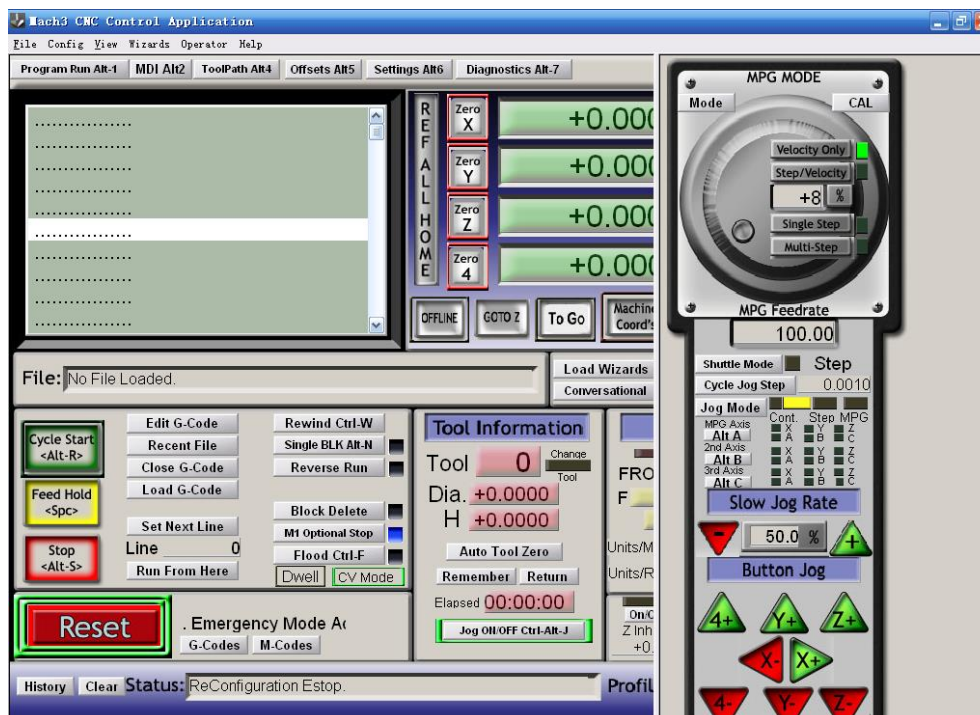 Mach3 CNC Control Application
File Config View Wizards Operator Help
Program Run Alt-1 MDI Alt2 ToolPath Alt4 Offsets Alt5 Settings Alt6 Diagnostics Alt-7
REF ALL HOME
Zero X +0.000
Zero Y +0.000
Zero Z +0.000
Zero 4 +0.000
OFFLINE GOTO Z To Go Machine Coord's
File: No File Loaded.
Load Wizards
Conversational
Cycle Start <Alt-R>
Feed Hold <Spc>
Stop <Alt-S>
Edit G-Code
Recent File
Close G-Code
Load G-Code
Set Next Line
Line 0
Run From Here
Rewind Ctrl-W
Single BLK Alt-N
Reverse Run
Block Delete
M1 Optional Stop
Flood Ctrl-F
Dwell CV Mode
Reset
. Emergency Mode Ac
G-Codes M-Codes
Tool Information
Tool 0 Change Tool
Dia. +0.0000
H +0.0000
Auto Tool Zero
Remember Return
Elapsed 00:00:00
Jog ON/OFF Ctrl-Alt-J
FRO
F
Units/M
Units/R
On/O
Z Inh
+0.
History Clear Status: ReConfiguration Estop.
Profil
MPG MODE
Mode CAL
Velocity Only
Step/Velocity
+8 %
Single Step
Multi-Step
MPG Feedrate
100.00
Shuttle Mode Step
Cycle Jog Step 0.0010
Jog Mode
Cont. Step MPG
MPG Axis X Y Z
Alt A A B C
2nd Axis X Y Z
Alt B A B C
3rd Axis X Y Z
Alt C A B C
Slow Jog Rate
- 50.0 % +
Button Jog
4+ Y+ Z+
X- X+
4- Y- Z-